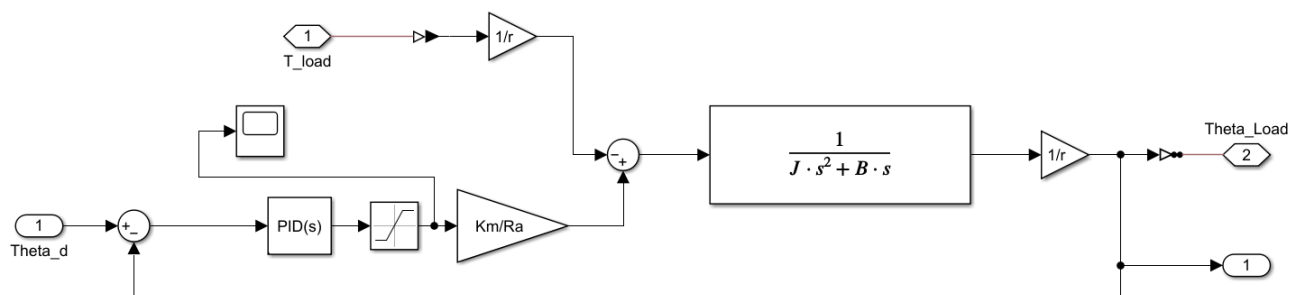 1
T_load
1/r
1
J · s² + B · s
1/r
Theta_Load
2
1
Theta_d
+
−
PID(s)
Km/Ra
−
+
1